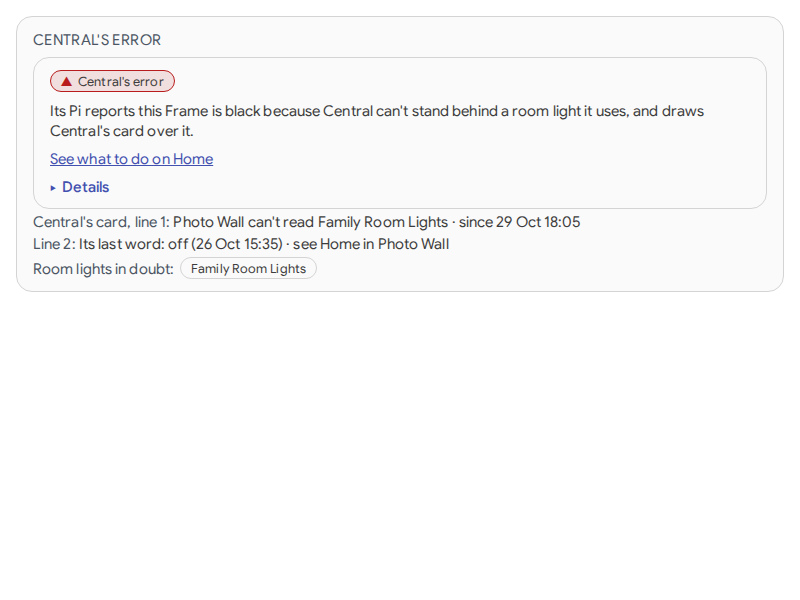 CENTRAL'S ERROR
Central's error
Its Pi reports this Frame is black because Central can't stand behind a room light it uses, and draws
Central's card over it.
See what to do on Home
Details
Central's card, line 1: Photo Wall can't read Family Room Lights · since 29 Oct 18:05
Line 2: Its last word: off (26 Oct 15:35) · see Home in Photo Wall
Room lights in doubt: Family Room Lights